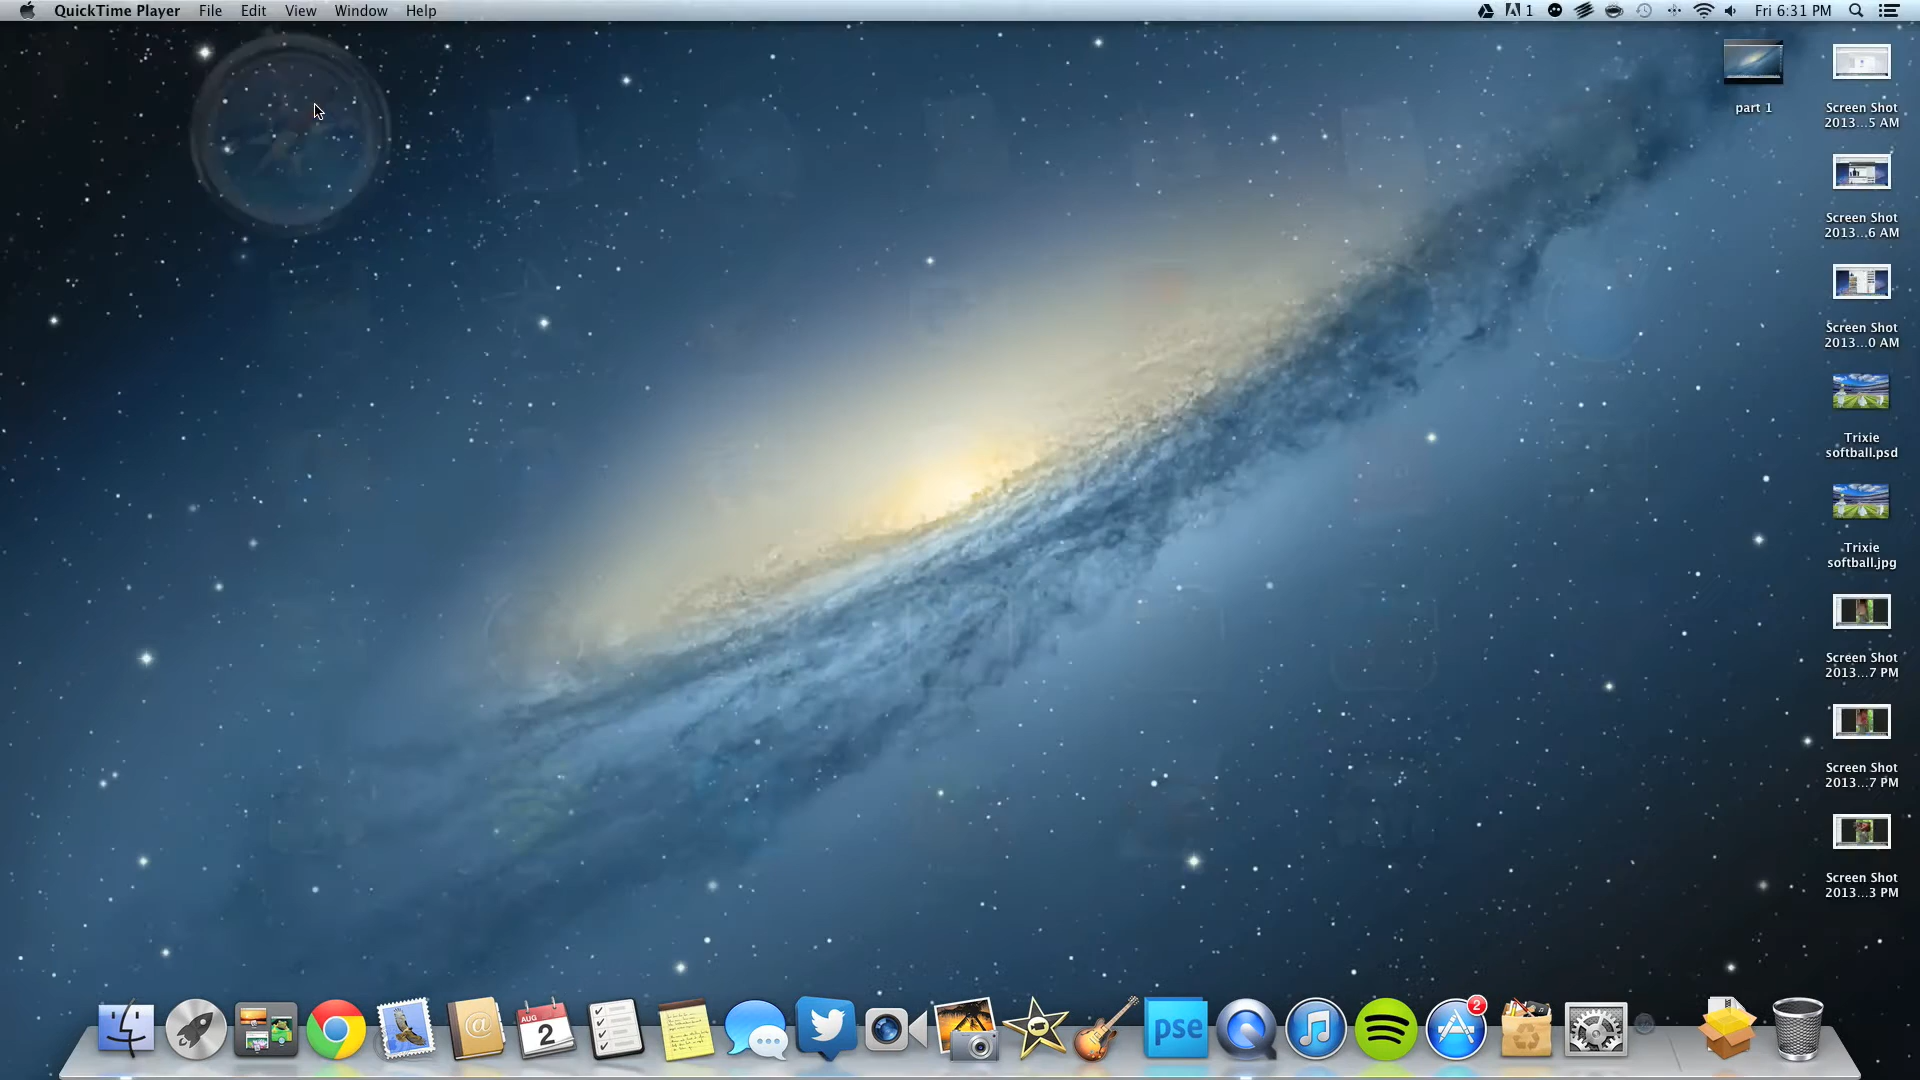 QuickTime Player File Edit View Window Help
1 Fri 6:31 PM
part 1
Screen Shot
2013...5 AM
Screen Shot
2013...6 AM
Screen Shot
2013...0 AM
Trixie
softball.psd
Trixie
softball.jpg
Screen Shot
2013...7 PM
Screen Shot
2013...7 PM
Screen Shot
2013...3 PM
@
AUG
2
pse
2